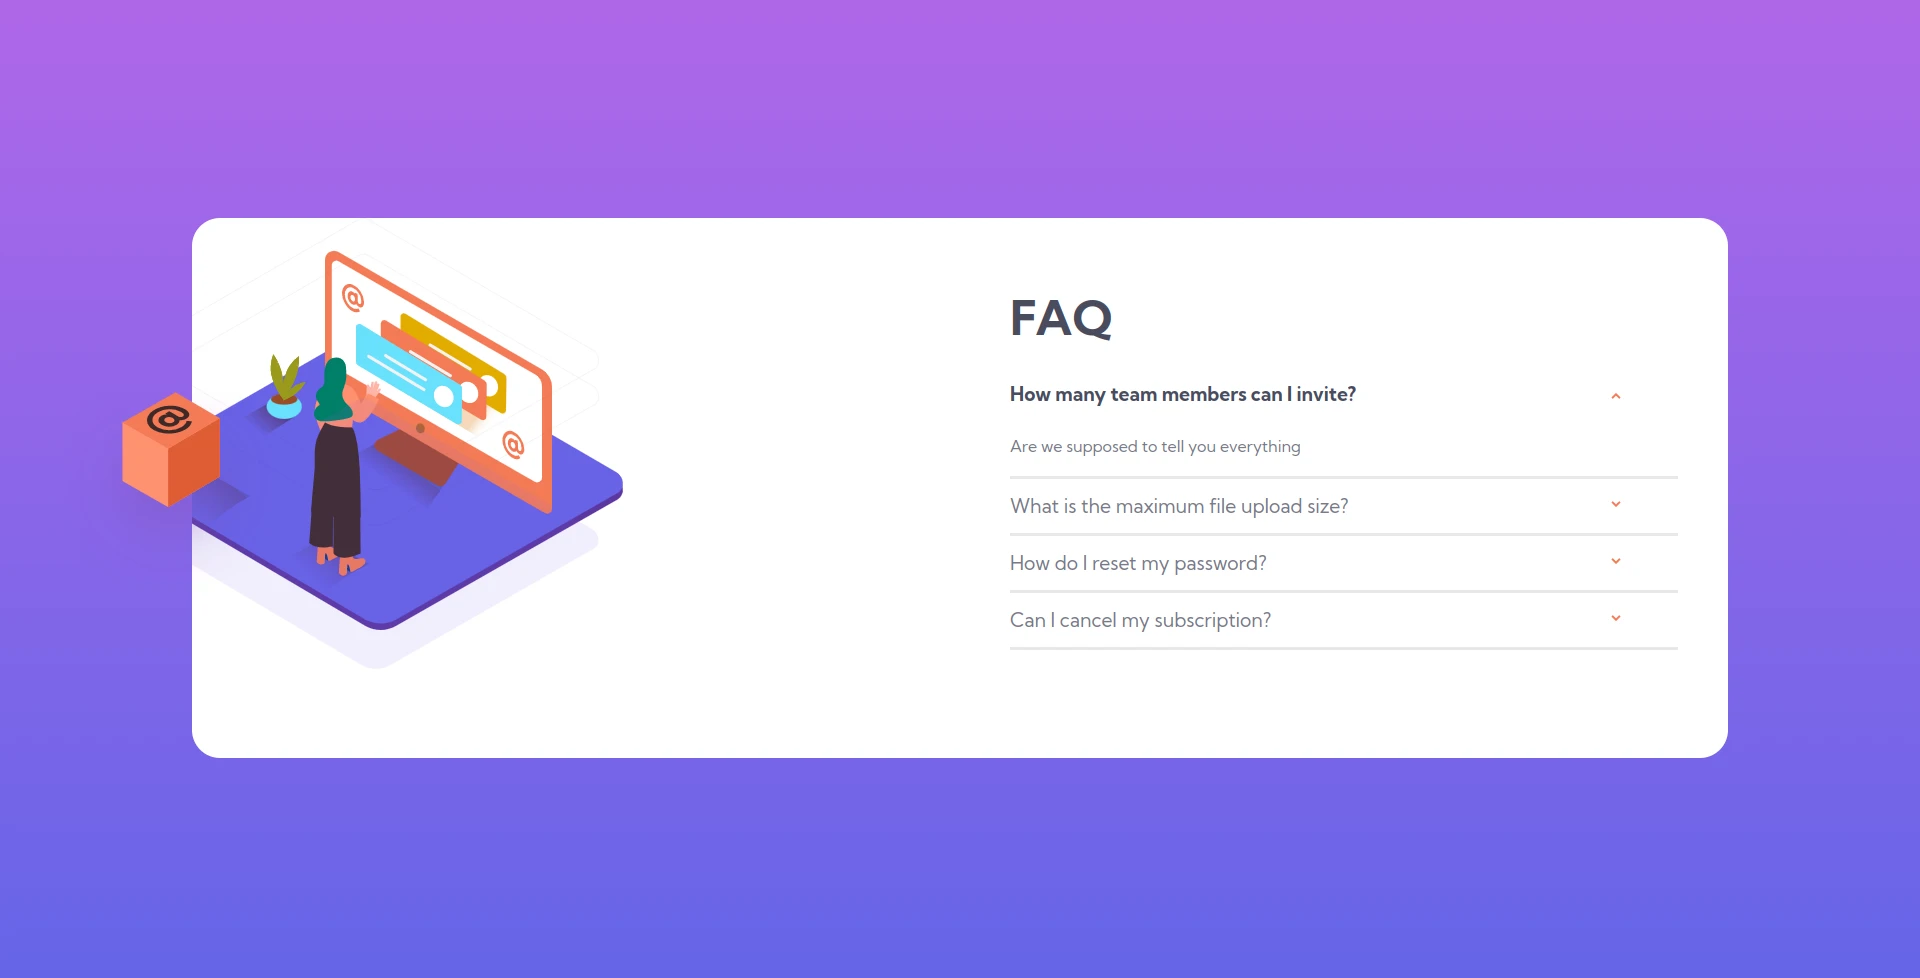 FAQ
How many team members can I invite?
Are we supposed to tell you everything
What is the maximum file upload size?
How do I reset my password?
Can I cancel my subscription?
@
@
@